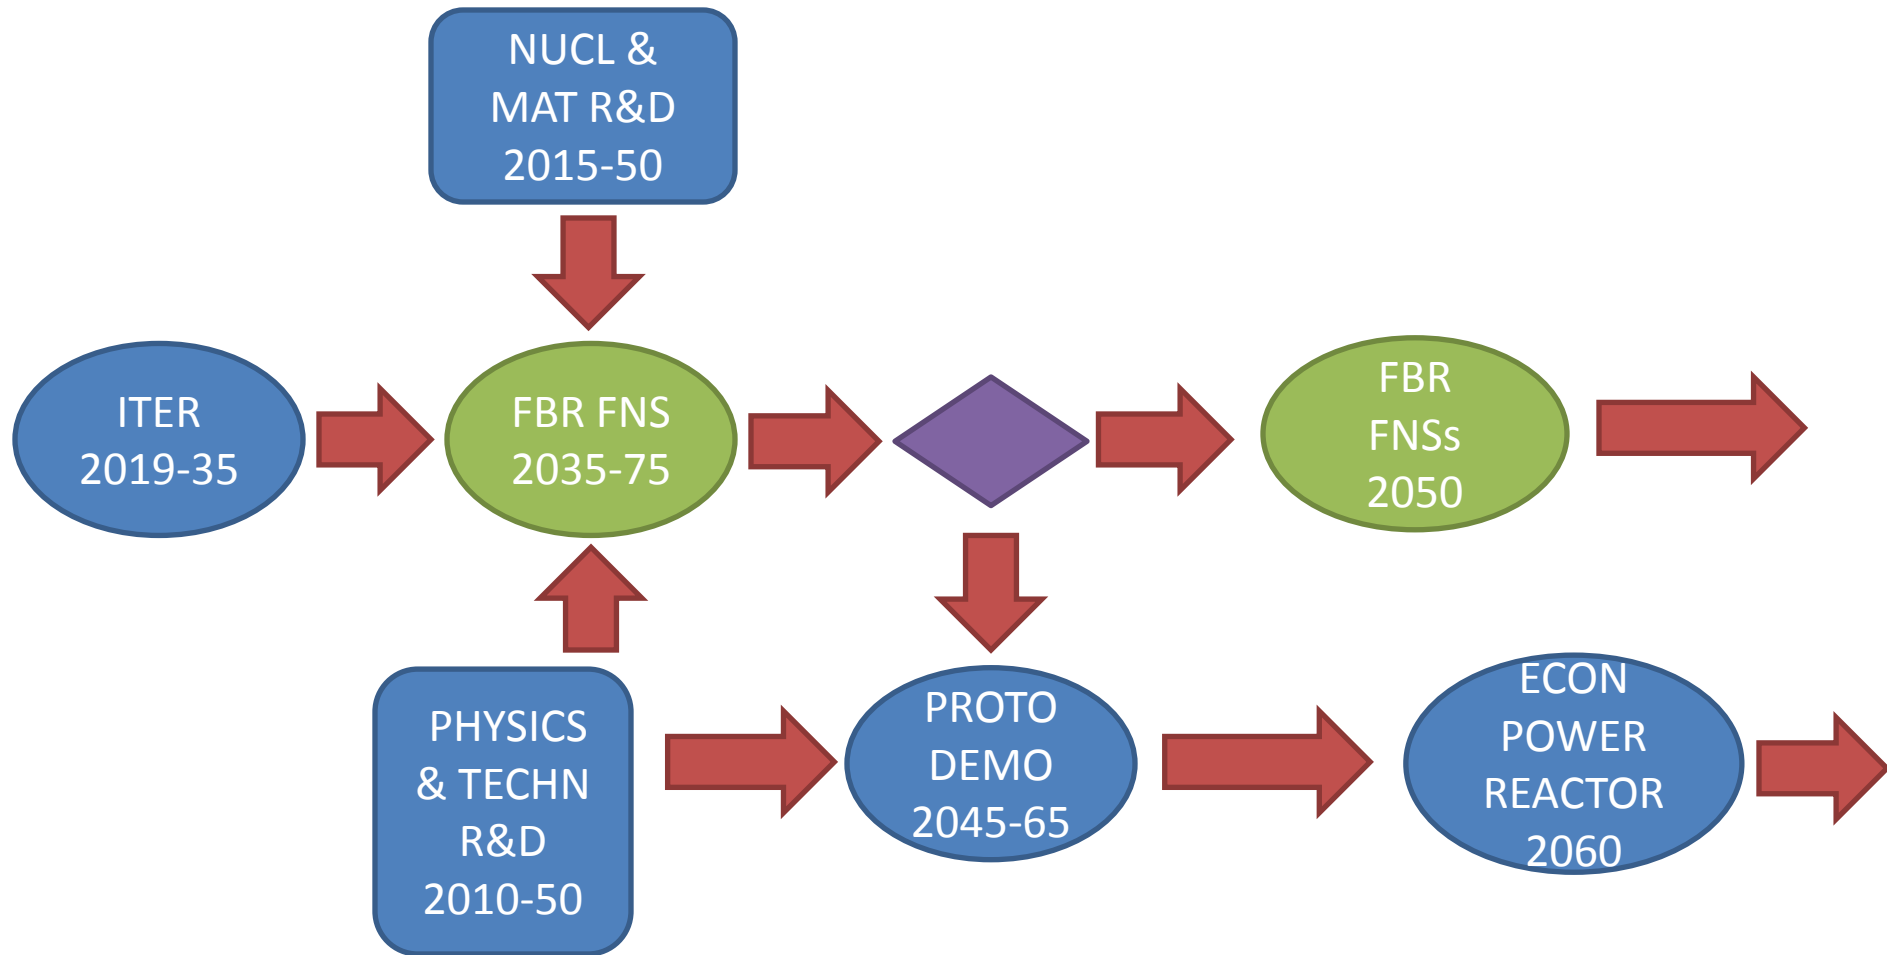 NUCL &
MAT R&D
2015-50
ITER
2019-35
FBR FNS
2035-75
FBR
FNSs
2050
PHYSICS
& TECHN
R&D
2010-50
PROTO
DEMO
2045-65
ECON
POWER
REACTOR
2060